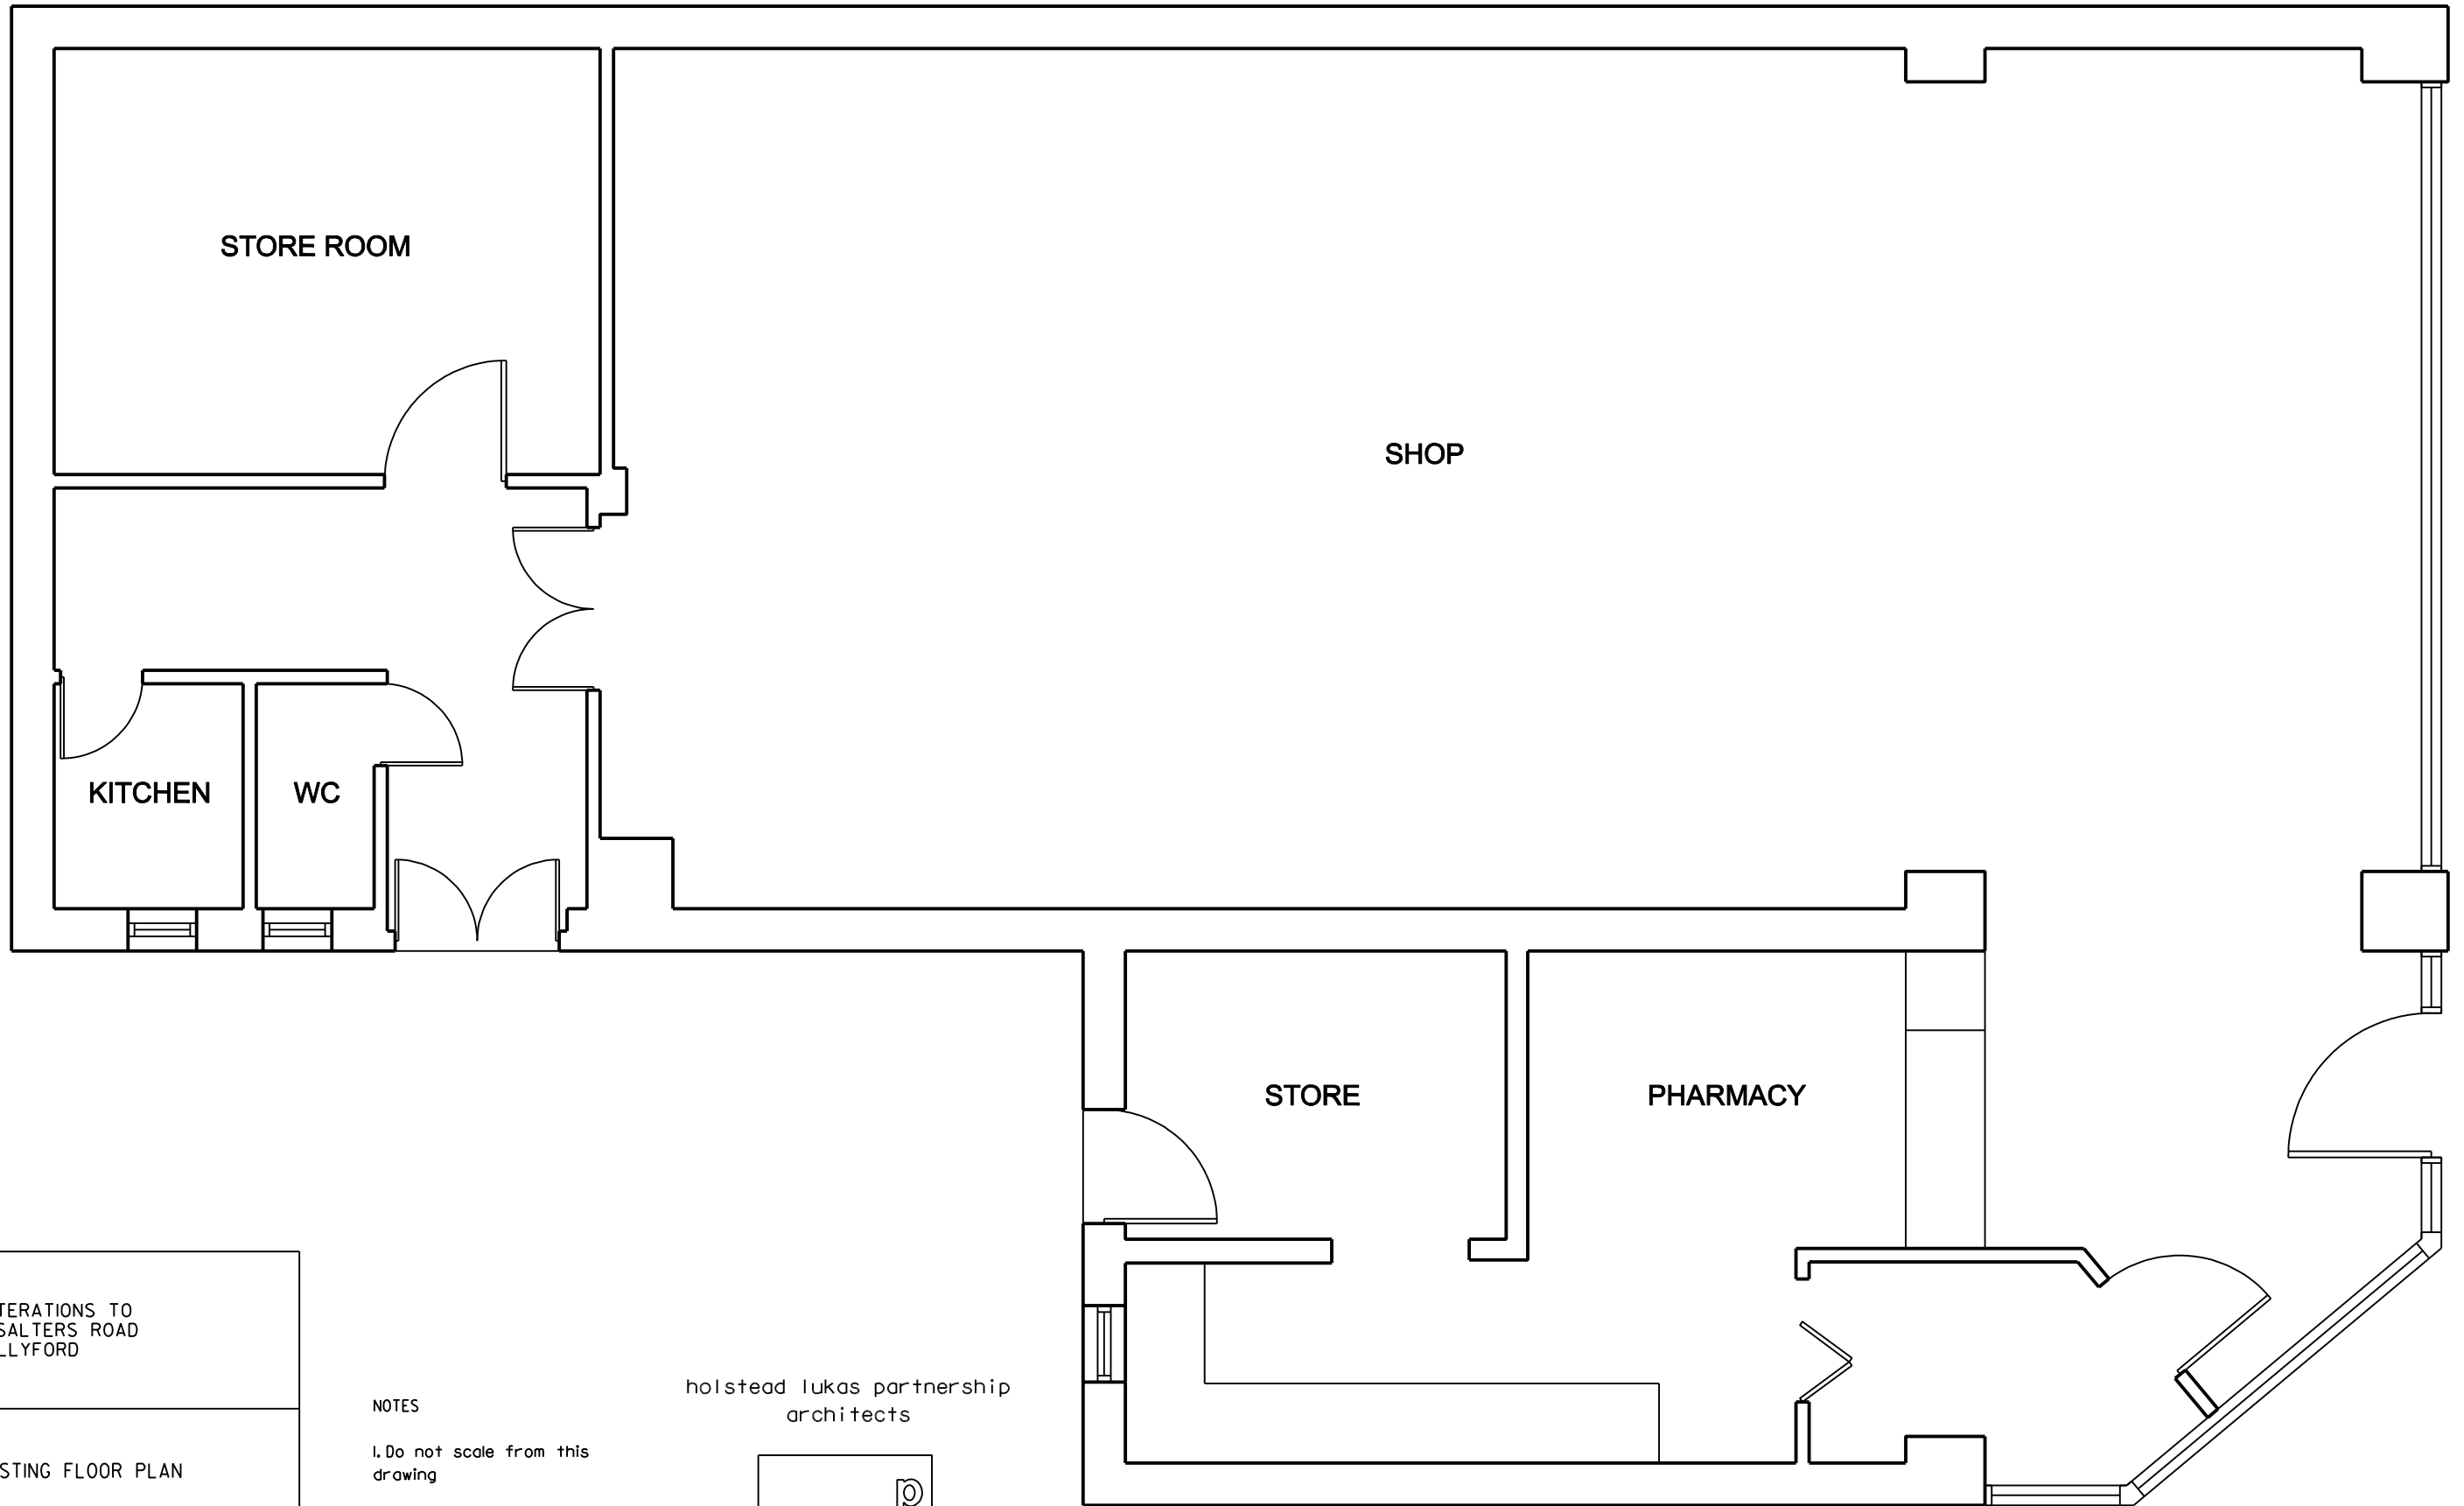 STORE ROOM
SHOP
KITCHEN
WC
STORE
PHARMACY
TERATIONS TO
SALTERS ROAD
LLYFORD
STING FLOOR PLAN
NOTES
1. Do not scale from this
drawing
holstead lukas partnership
architects
p